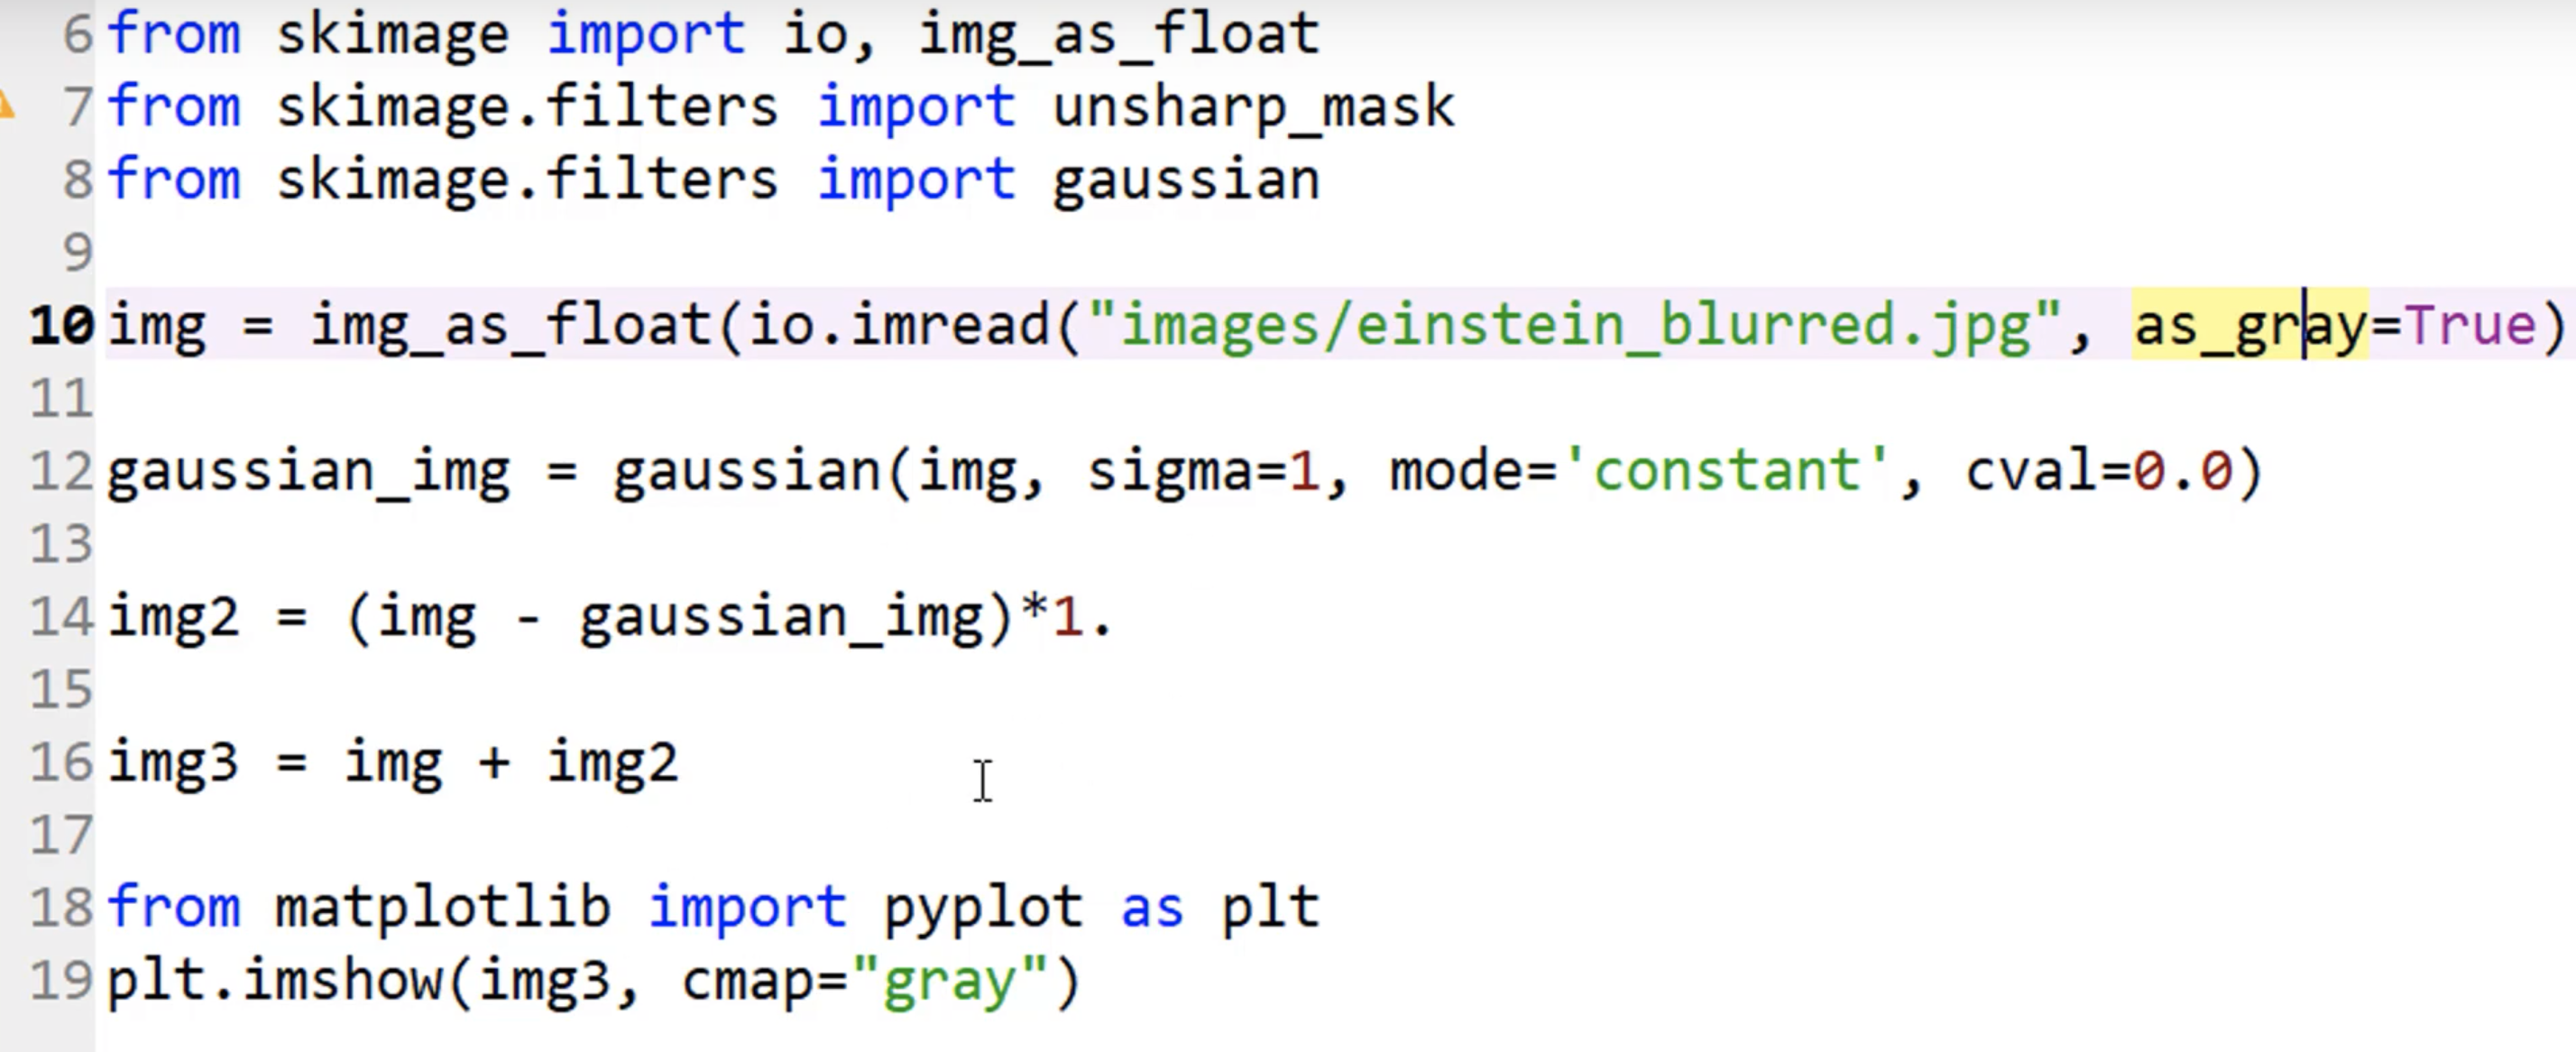 6 from skimage import io, img_as_float
7 from skimage.filters import unsharp_mask
8 from skimage.filters import gaussian
9
10 img = img_as_float(io.imread("images/einstein_blurred.jpg", as_gray=True)
11
12 gaussian_img = gaussian(img, sigma=1, mode='constant', cval=0.0)
13
14 img2 = (img - gaussian_img)*1.
15
16 img3 = img + img2
17
18 from matplotlib import pyplot as plt
19 plt.imshow(img3, cmap="gray")